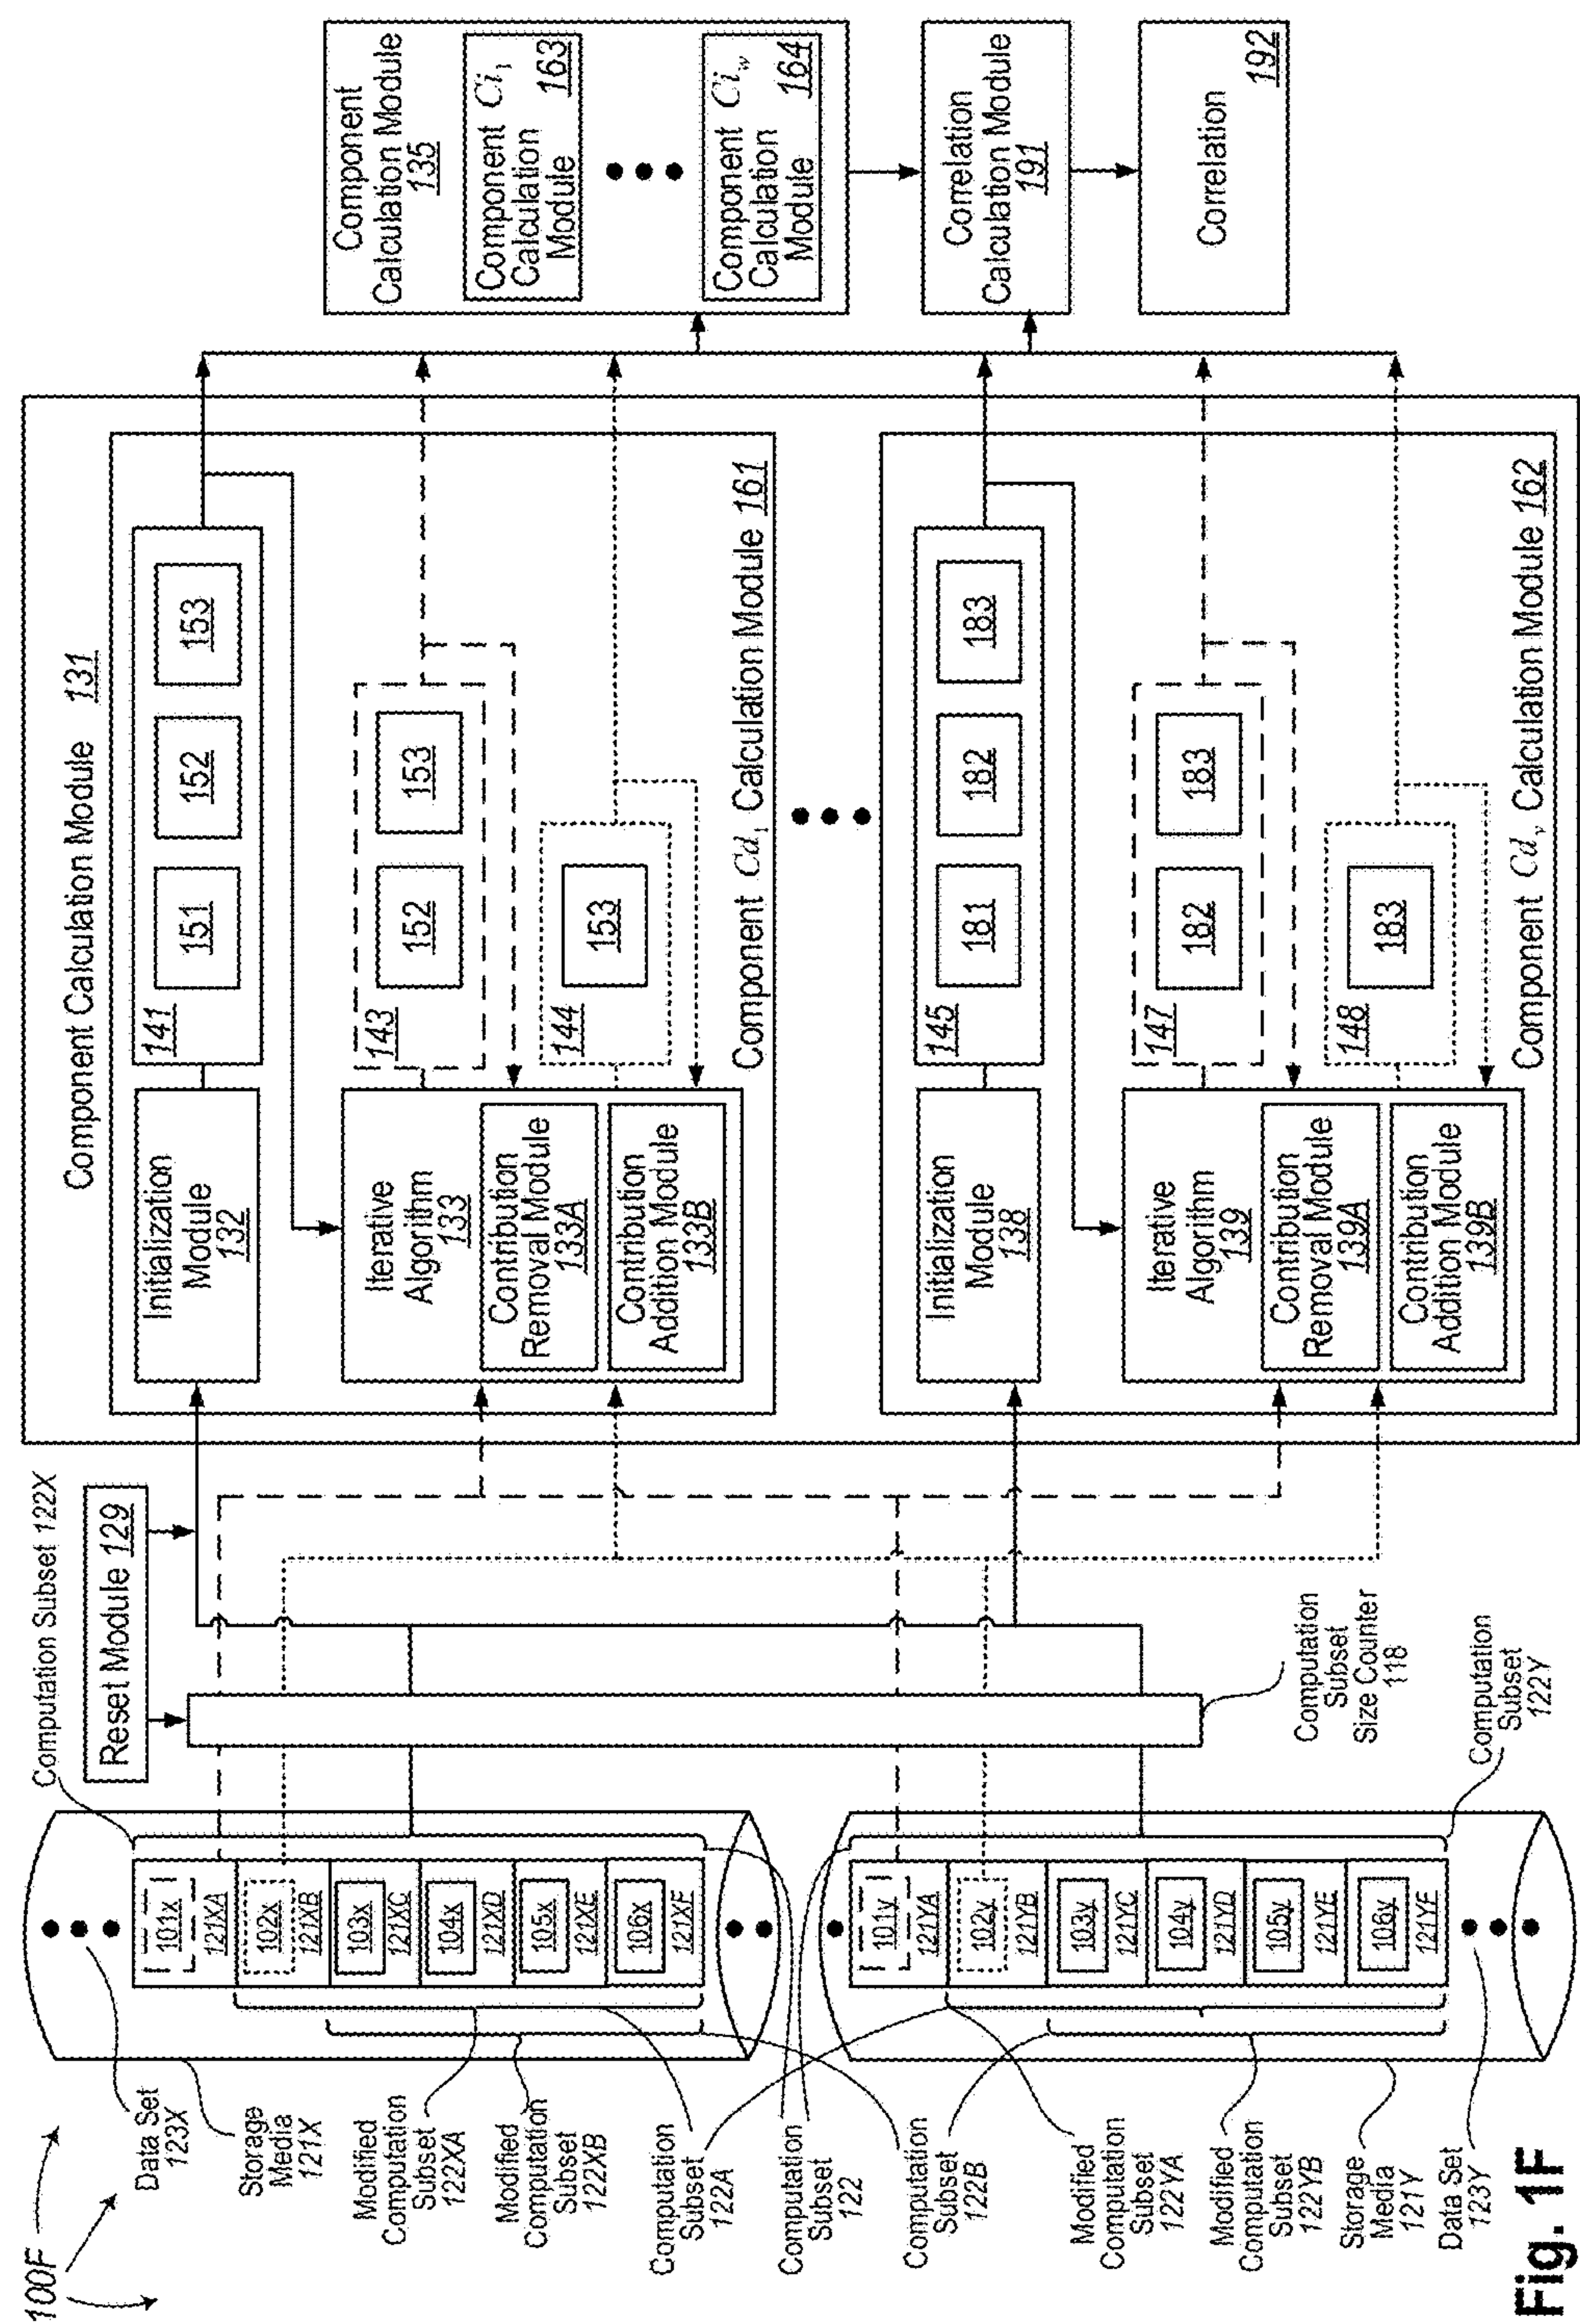 100F
Data Set
123X
Storage
Media
121X
Modified
Computation
Subset
122XA
Modified
Computation
Subset
122XB
Computation
Subset
122A
Computation
Subset
122
Computation
Subset
122B
Modified
Computation
Subset
122YA
Modified
Computation
Subset
122YB
Storage
Media
121Y
Data Set
123Y
101x
121XA
102x
121XB
103x
121XC
104x
121XD
105x
121XE
106x
121XF
101y
121YA
102y
121YB
103y
121YC
104y
121YD
105y
121YE
106y
121YF
Computation Subset 122X
Computation
Subset
122Y
Reset Module 129
Computation
Subset
Size Counter
118
Component Calculation Module 131
Initialization
Module
132
141
151
152
153
Iterative
Algorithm
133
Contribution
Removal Module
133A
Contribution
Addition Module
133B
143
152
153
144
153
Component Cd1 Calculation Module 161
Initialization
Module
138
145
181
182
183
Iterative
Algorithm
139
Contribution
Removal Module
139A
Contribution
Addition Module
139B
147
182
183
148
183
Component Cdv Calculation Module 162
Component
Calculation Module
135
Component Ci1
Calculation
Module
163
Component Ciw
Calculation
Module
164
Correlation
Calculation Module
191
Correlation
192
Fig. 1F